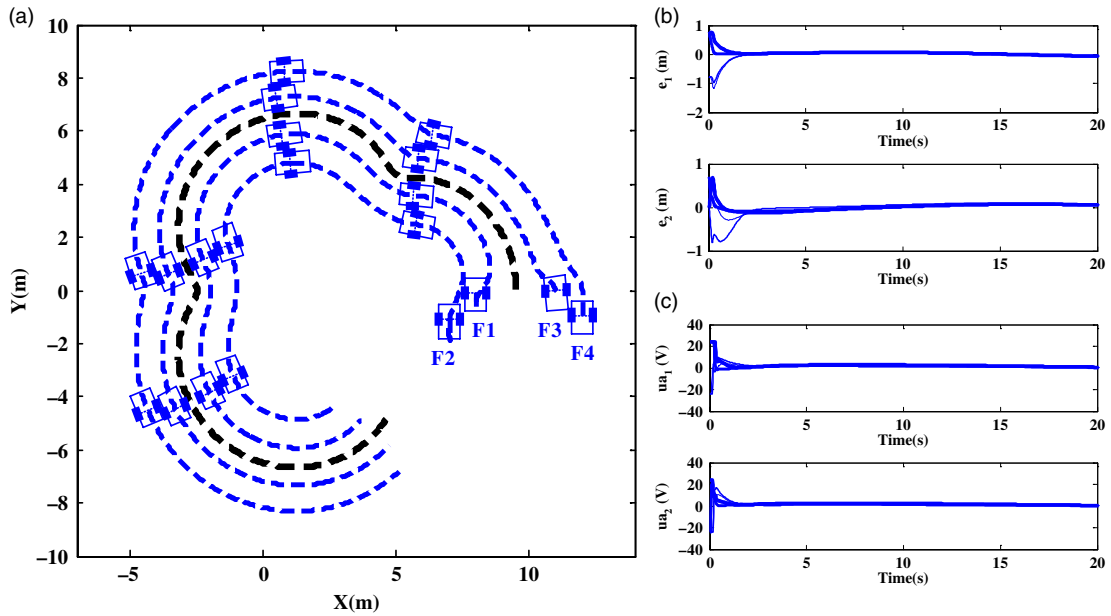 (a)
10
8
6
4
2
0
−2
−4
−6
−8
−10
Y(m)
−5 0 5 10
X(m)
F1
F2
F3
F4
(b)
1
0
−1
−2
e1 (m)
0 5 10 15 20
Time(s)
1
0
1
e2 (m)
0 5 10 15 20
Time(s)
(c)
40
20
0
−20
−40
ua1 (V)
0 5 10 15 20
Time(s)
40
20
0
−20
−40
ua2 (V)
0 5 10 15 20
Time(s)